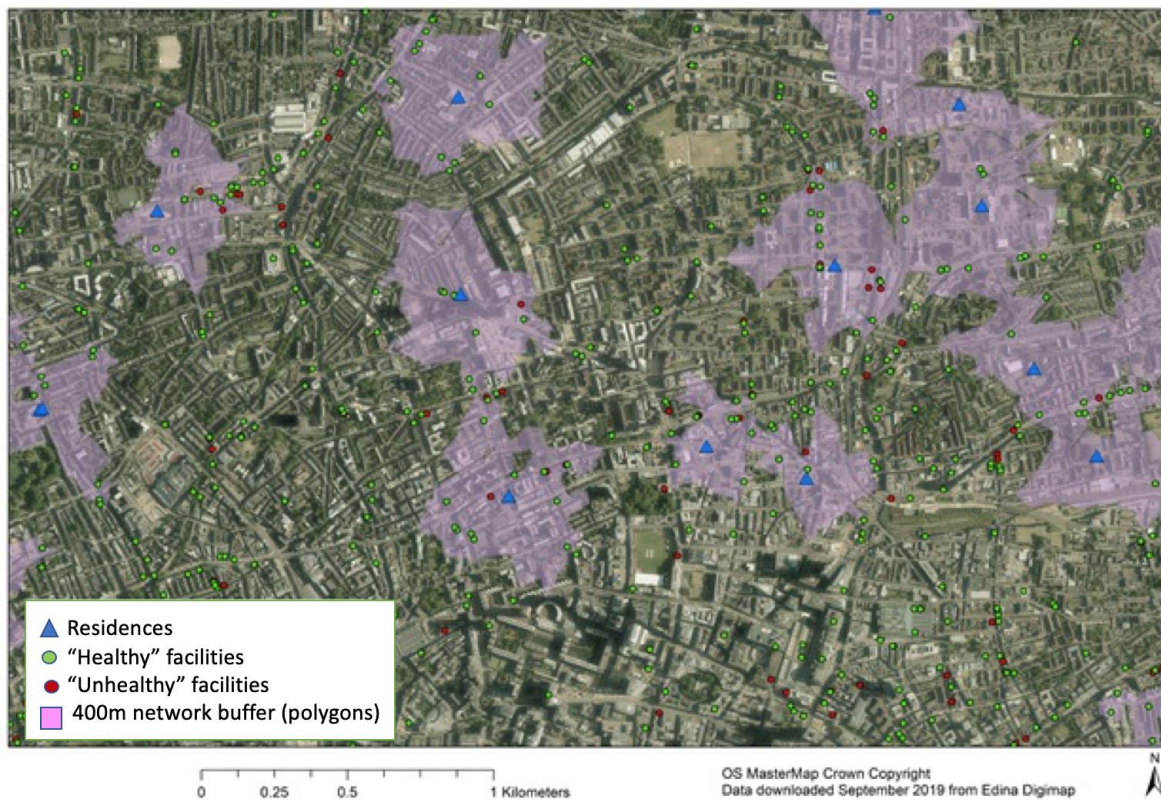 Residences
“Healthy” facilities
“Unhealthy” facilities
400m network buffer (polygons)
0 0.25 0.5 1 Kilometers
OS MasterMap Crown Copyright
Data downloaded September 2019 from Edina Digimap
N